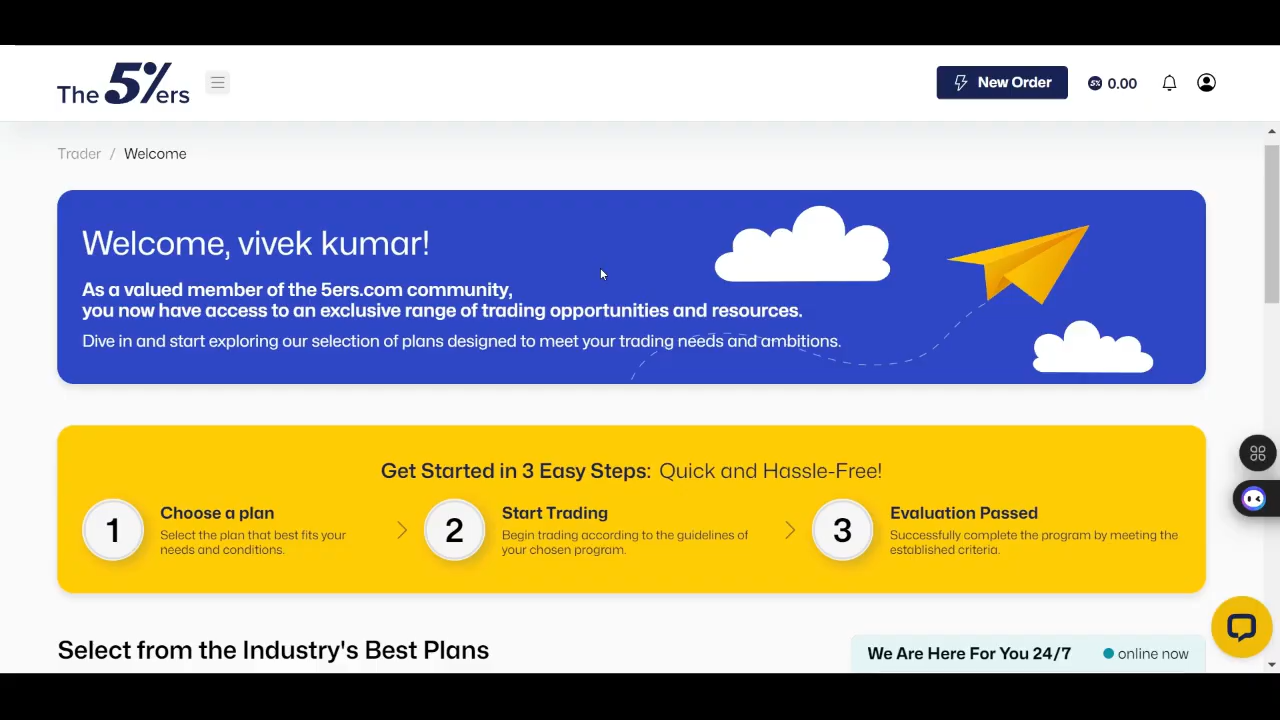 The 5%ers
New Order
5% 0.00
Trader / Welcome
Welcome, vivek kumar!
As a valued member of the 5ers.com community,
you now have access to an exclusive range of trading opportunities and resources.
Dive in and start exploring our selection of plans designed to meet your trading needs and ambitions.
Get Started in 3 Easy Steps: Quick and Hassle-Free!
1
Choose a plan
Select the plan that best fits your
needs and conditions.
2
Start Trading
Begin trading according to the guidelines of
your chosen program.
3
Evaluation Passed
Successfully complete the program by meeting the
established criteria.
Select from the Industry's Best Plans
We Are Here For You 24/7
online now